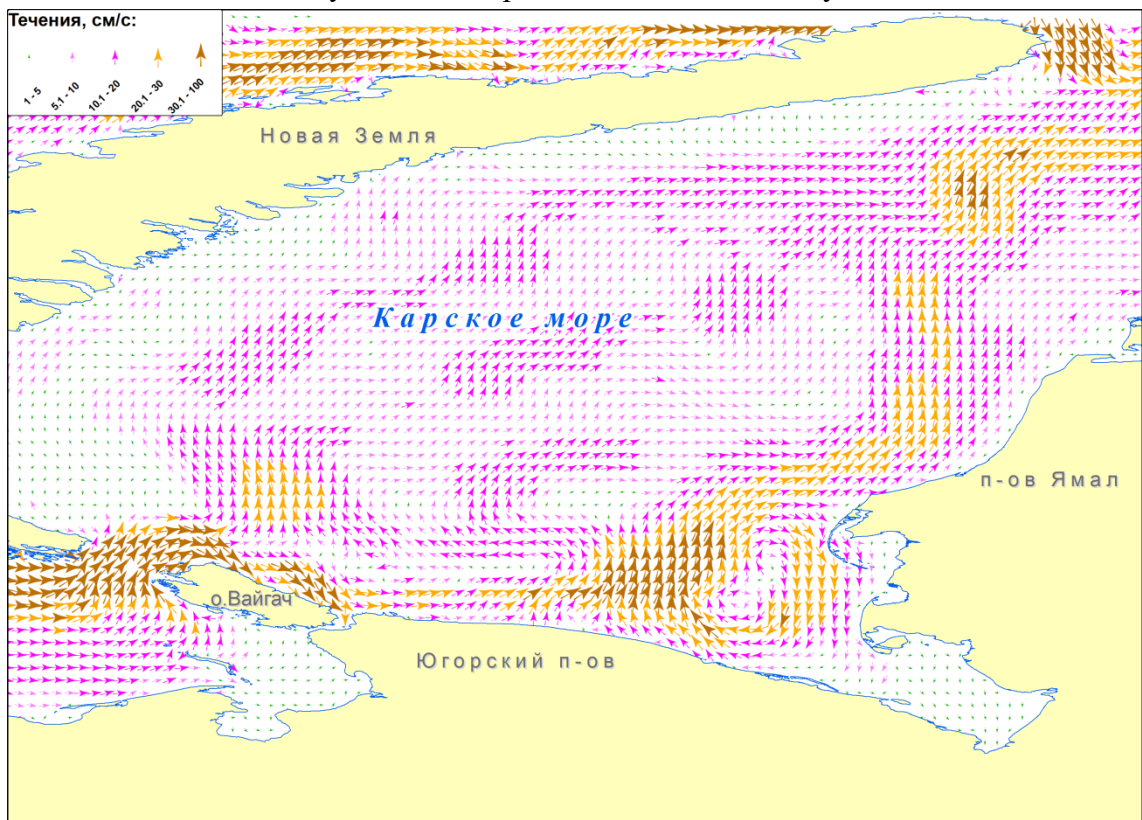 Течения, см/с:
1 - 5
5.1 - 10
10.1 - 20
20.1 - 30
30.1 - 100
Новая Земля
Карское море
п-ов Ямал
о.Вайгач
Югорский п-ов